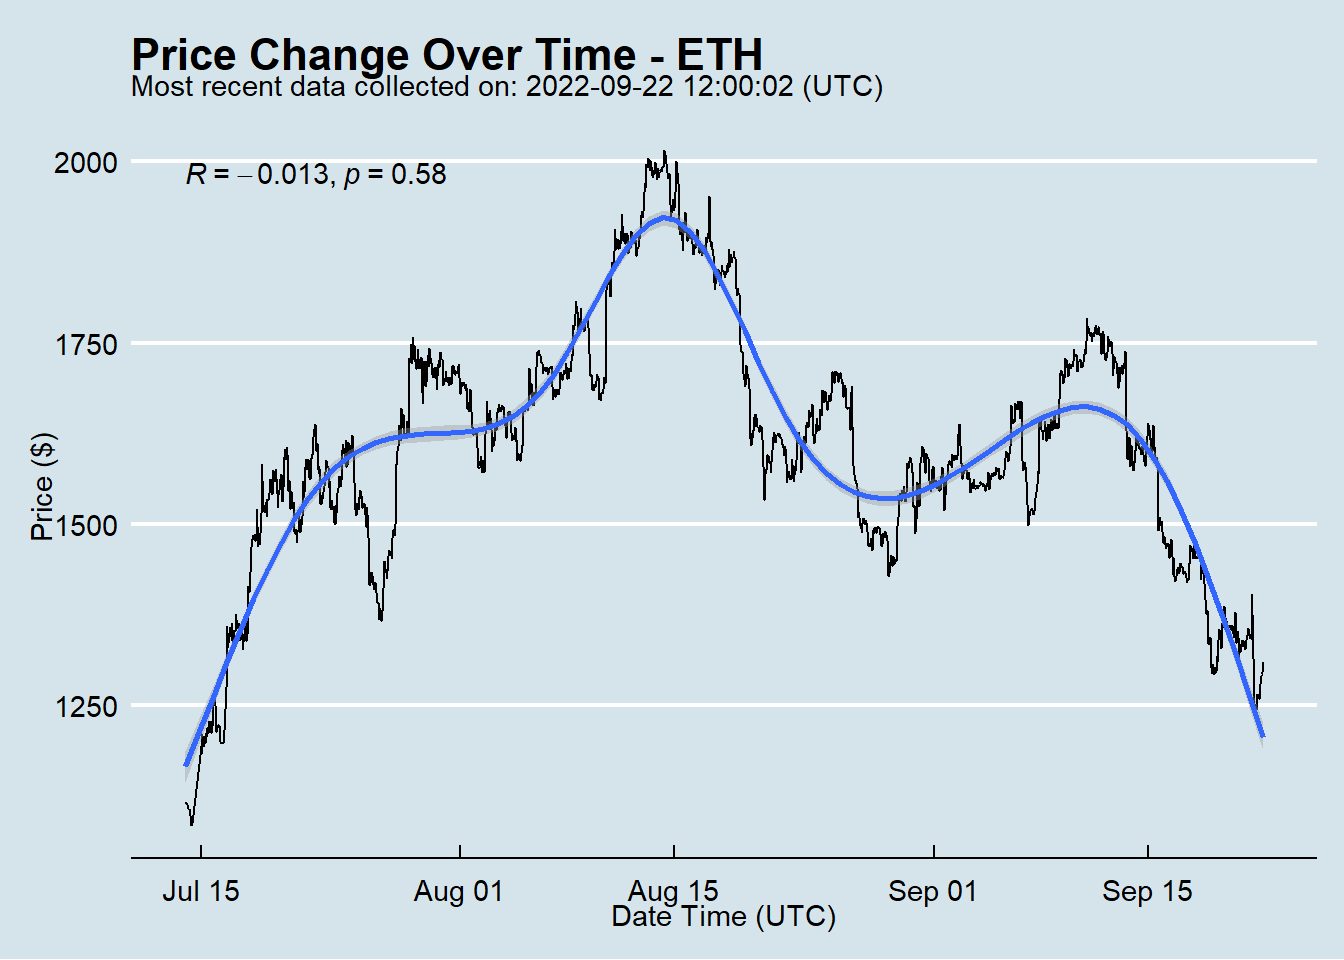 Price Change Over Time - ETH
Most recent data collected on: 2022-09-22 12:00:02 (UTC)
R = −0.013, p = 0.58
2000
1750
1500
1250
Price ($)
Jul 15
Aug 01
Aug 15
Sep 01
Sep 15
Date Time (UTC)